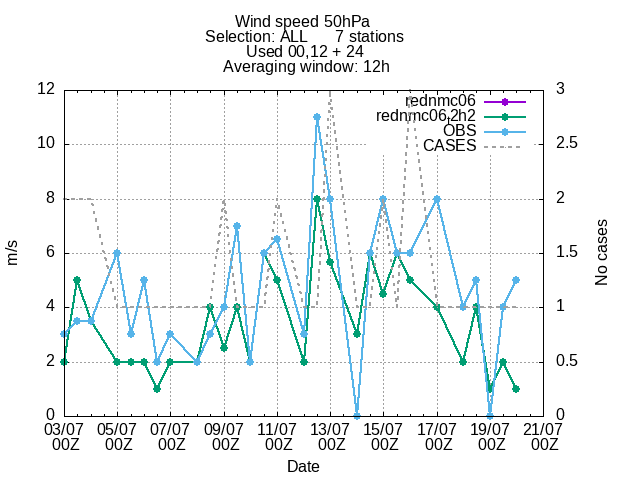 Wind speed 50hPa
Selection: ALL 7 stations
Used 00,12 + 24
Averaging window: 12h
rednmc06
rednmc06,2h2
OBS
CASES
12
10
8
6
4
2
0
m/s
3
2.5
2
1.5
1
0.5
0
No cases
03/07 05/07 07/07 09/07 11/07 13/07 15/07 17/07 19/07 21/07
00Z 00Z 00Z 00Z 00Z 00Z 00Z 00Z 00Z 00Z
Date